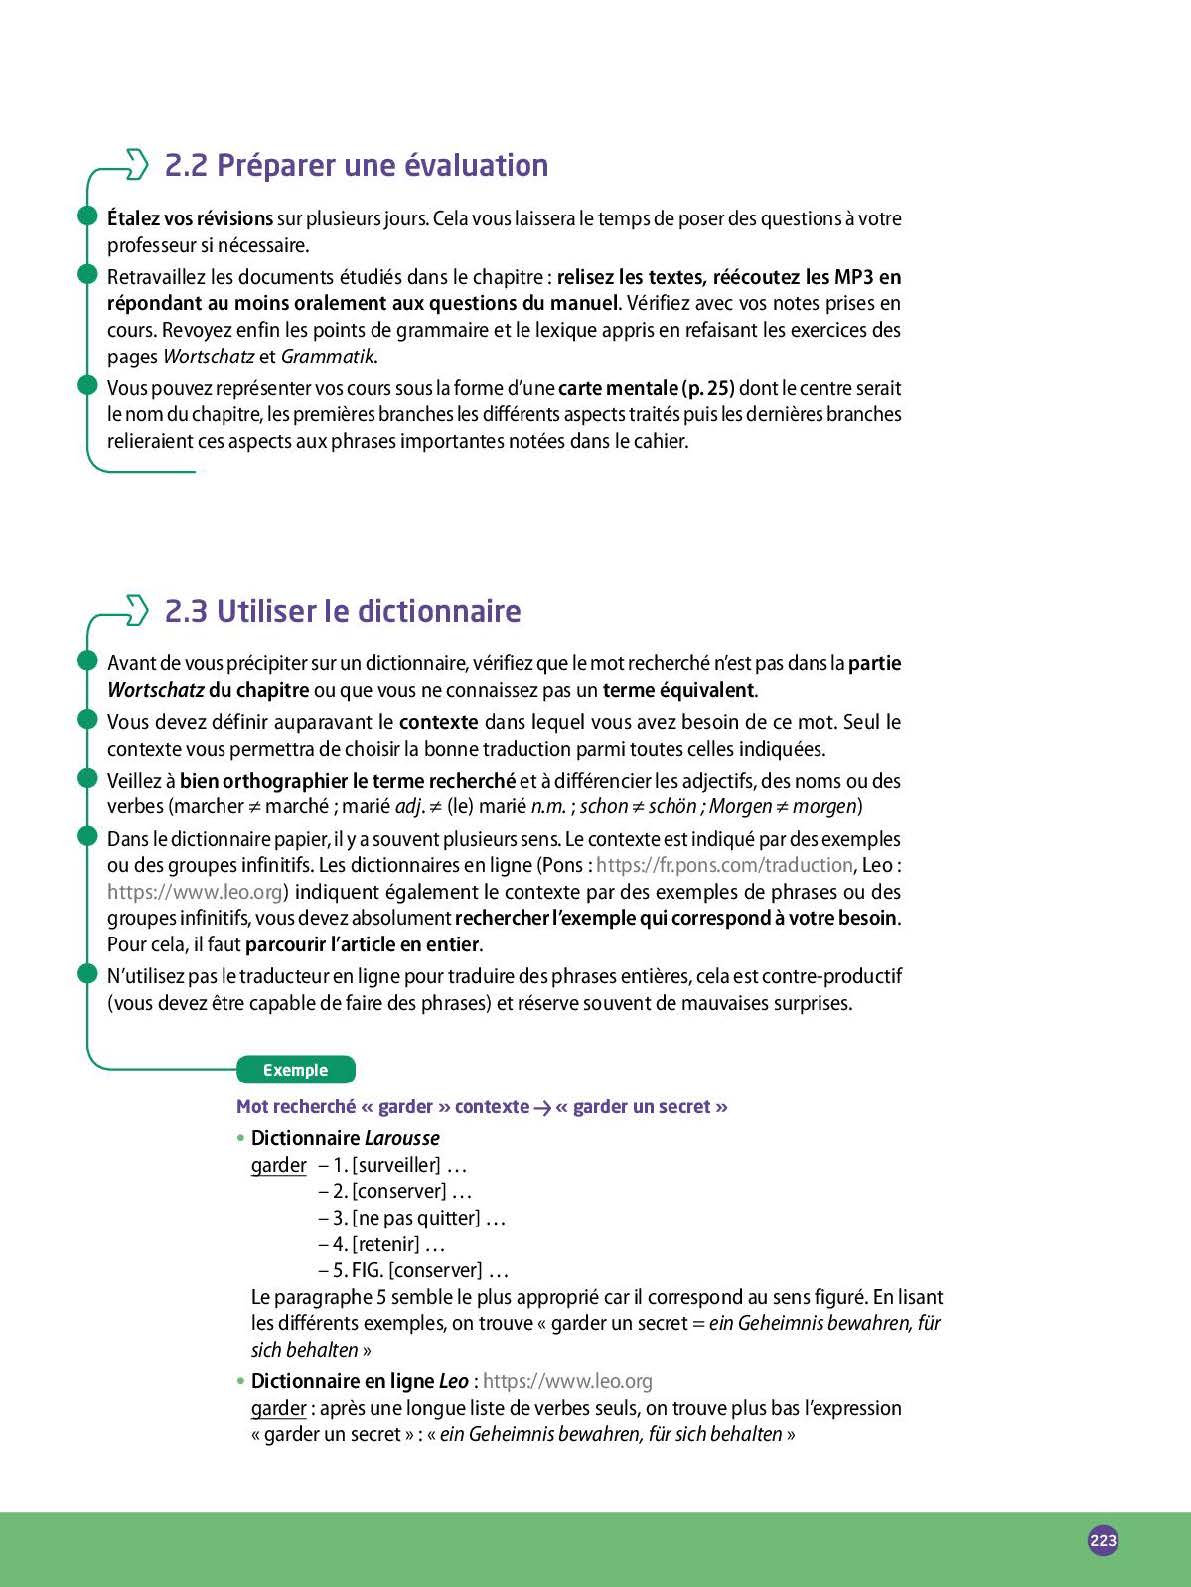 2.2 Préparer une évaluation
Étalez vos révisions sur plusieurs jours. Cela vous laissera le temps de poser des questions à votre
professeur si nécessaire.
Retravaillez les documents étudiés dans le chapitre : relisez les textes, réécoutez les MP3 en
répondant au moins oralement aux questions du manuel. Vérifiez avec vos notes prises en
cours. Revoyez enfin les points de grammaire et le lexique appris en refaisant les exercices des
pages Wortschatz et Grammatik.
Vous pouvez représenter vos cours sous la forme d'une carte mentale (p. 25) dont le centre serait
le nom du chapitre, les premières branches les différents aspects traités puis les dernières branches
relieraient ces aspects aux phrases importantes notées dans le cahier.
2.3 Utiliser le dictionnaire
Avant de vous précipiter sur un dictionnaire, vérifiez que le mot recherché n'est pas dans la partie
Wortschatz du chapitre ou que vous ne connaissez pas un terme équivalent.
Vous devez définir auparavant le contexte dans lequel vous avez besoin de ce mot. Seul le
contexte vous permettra de choisir la bonne traduction parmi toutes celles indiquées.
Veillez à bien orthographier le terme recherché et à différencier les adjectifs, des noms ou des
verbes (marcher ≠ marché ; marié adj. ≠ (le) marié n.m. ; schon ≠ schön ; Morgen ≠ morgen)
Dans le dictionnaire papier, il y a souvent plusieurs sens. Le contexte est indiqué par des exemples
ou des groupes infinitifs. Les dictionnaires en ligne (Pons : https://fr.pons.com/traduction, Leo :
https://www.leo.org) indiquent également le contexte par des exemples de phrases ou des
groupes infinitifs, vous devez absolument rechercher l'exemple qui correspond à votre besoin.
Pour cela, il faut parcourir l'article en entier.
N'utilisez pas le traducteur en ligne pour traduire des phrases entières, cela est contre-productif
(vous devez être capable de faire des phrases) et réserve souvent de mauvaises surprises.
Exemple
Mot recherché « garder » contexte → « garder un secret »
• Dictionnaire Larousse
garder – 1. [surveiller] …
– 2. [conserver] …
– 3. [ne pas quitter] …
– 4. [retenir] …
– 5. FIG. [conserver] …
Le paragraphe 5 semble le plus approprié car il correspond au sens figuré. En lisant
les différents exemples, on trouve « garder un secret = ein Geheimnis bewahren, für
sich behalten »
• Dictionnaire en ligne Leo : https://www.leo.org
garder : après une longue liste de verbes seuls, on trouve plus bas l'expression
« garder un secret » : « ein Geheimnis bewahren, für sich behalten »
223